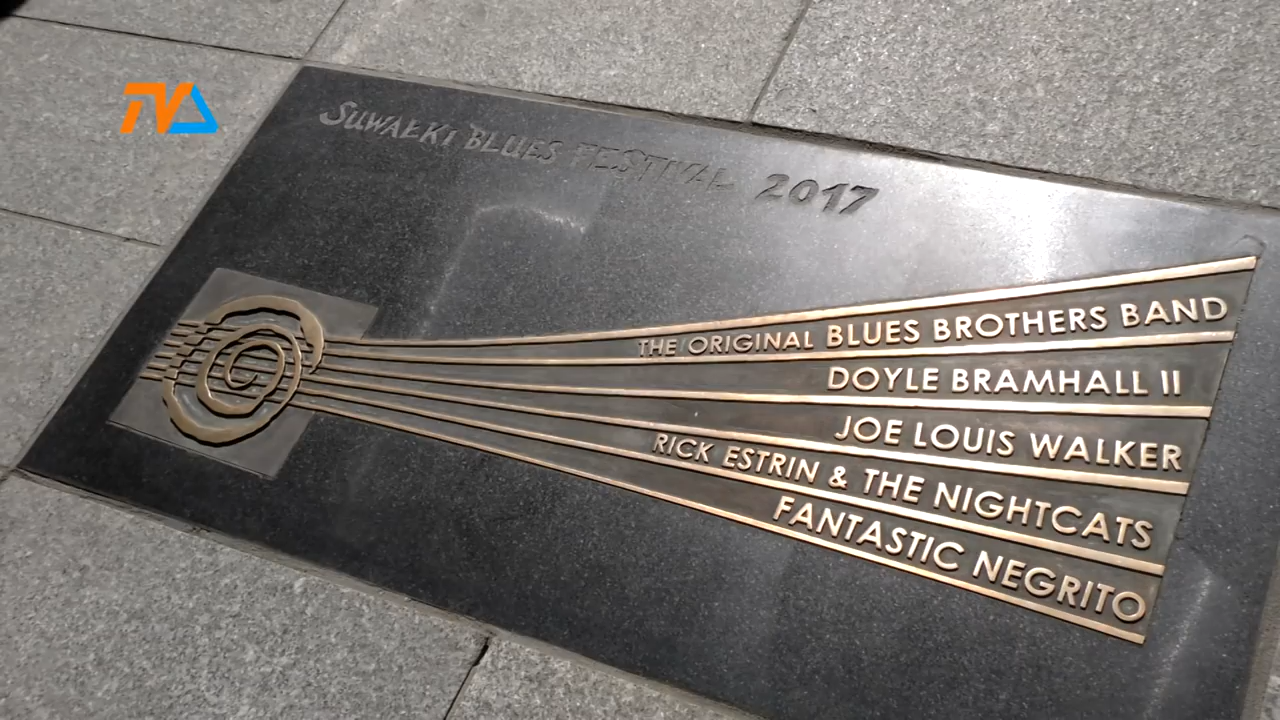 TVA
SUWAŁKI BLUES FESTIVAL 2017
THE ORIGINAL BLUES BROTHERS BAND
DOYLE BRAMHALL II
JOE LOUIS WALKER
RICK ESTRIN & THE NIGHTCATS
FANTASTIC NEGRITO